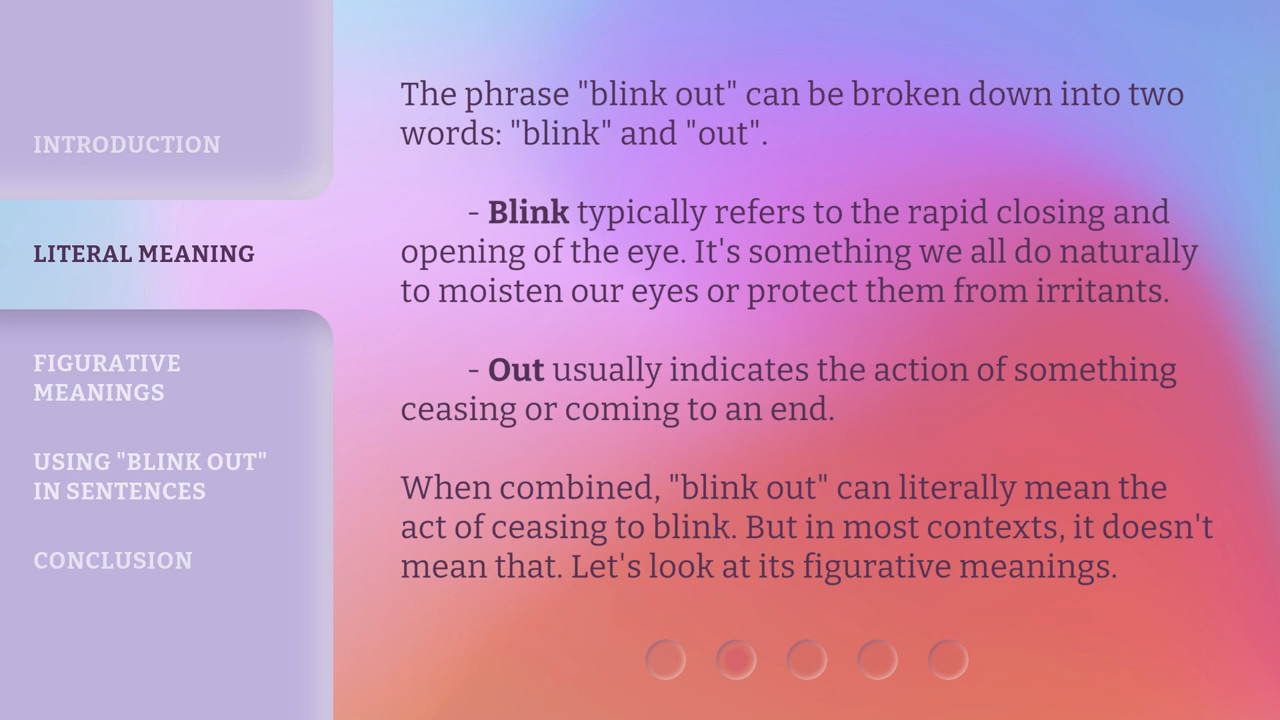 INTRODUCTION
LITERAL MEANING
FIGURATIVE
MEANINGS
USING "BLINK OUT"
IN SENTENCES
CONCLUSION
The phrase "blink out" can be broken down into two
words: "blink" and "out".
- Blink typically refers to the rapid closing and
opening of the eye. It's something we all do naturally
to moisten our eyes or protect them from irritants.
- Out usually indicates the action of something
ceasing or coming to an end.
When combined, "blink out" can literally mean the
act of ceasing to blink. But in most contexts, it doesn't
mean that. Let's look at its figurative meanings.